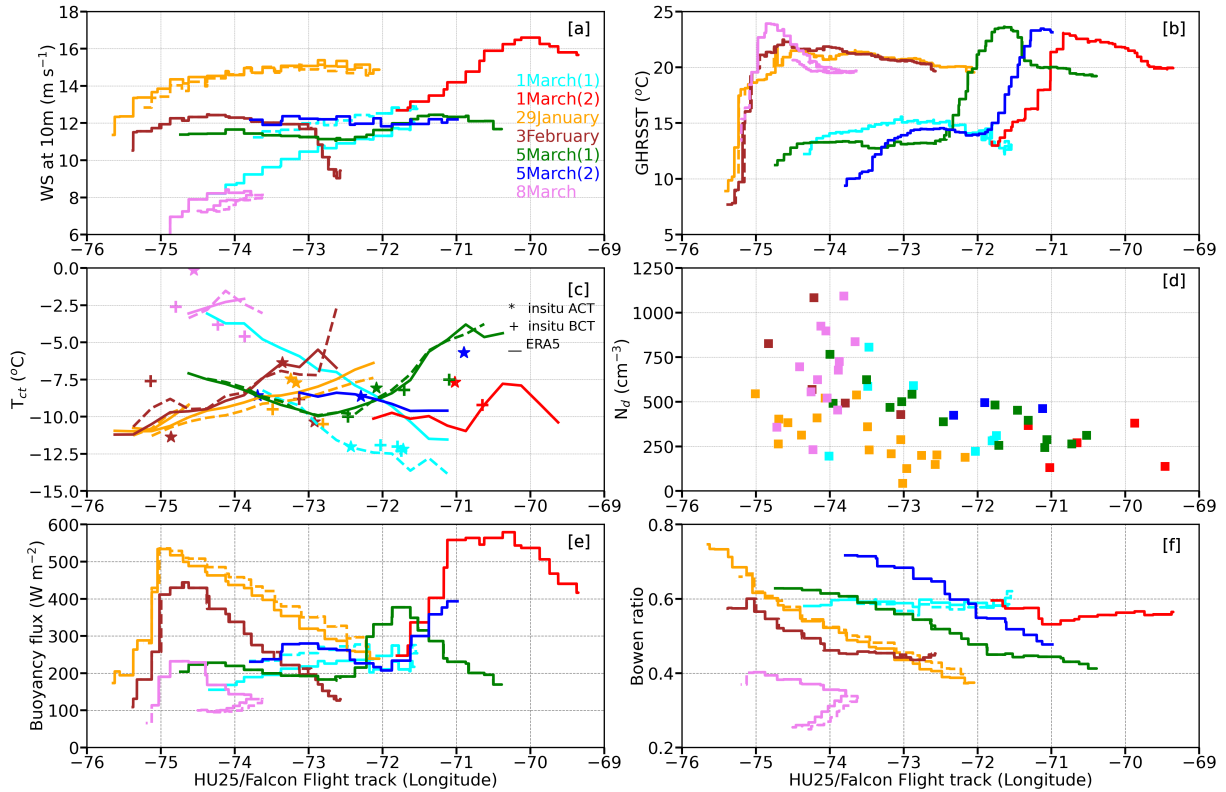 18
16
14
12
10
8
6
WS at 10m (m s⁻¹)
[a]
1March(1)
1March(2)
29January
3February
5March(1)
5March(2)
8March
−76 −75 −74 −73 −72 −71 −70 −69
25
20
15
10
5
GHRSST (°C)
[b]
−76 −75 −74 −73 −72 −71 −70 −69
0.0
−2.5
−5.0
−7.5
−10.0
−12.5
−15.0
T_ct (°C)
[c]
* insitu ACT
+ insitu BCT
— ERA5
−76 −75 −74 −73 −72 −71 −70 −69
1250
1000
750
500
250
0
N_d (cm⁻³)
[d]
−76 −75 −74 −73 −72 −71 −70 −69
600
500
400
300
200
100
0
Buoyancy flux (W m⁻²)
[e]
−76 −75 −74 −73 −72 −71 −70 −69
HU25/Falcon Flight track (Longitude)
0.8
0.6
0.4
0.2
Bowen ratio
[f]
−76 −75 −74 −73 −72 −71 −70 −69
HU25/Falcon Flight track (Longitude)